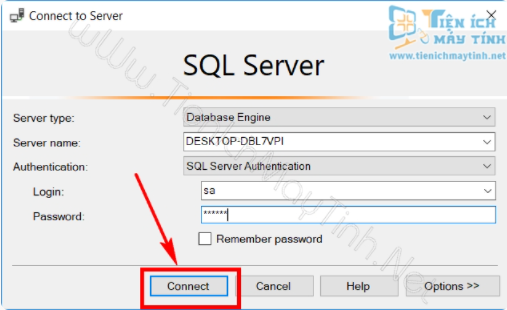 Connect to Server
TIỆN ÍCH
MÁY TÍNH
www.tienichmaytinh.net
SQL Server
Server type: Database Engine
Server name: DESKTOP-DBL7VPI
Authentication: SQL Server Authentication
Login: sa
Password: ******
Remember password
Connect Cancel Help Options >>
www.TienIchMayTinh.Net